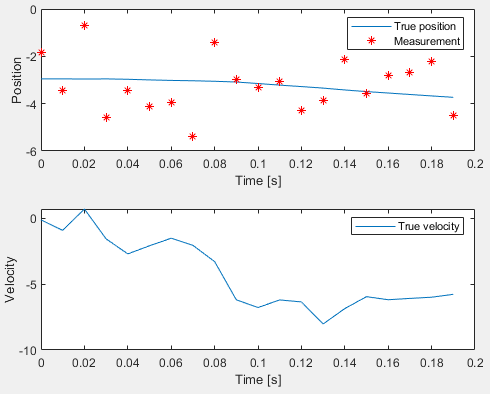 0
-2
-4
-6
Position
True position
Measurement
0 0.02 0.04 0.06 0.08 0.1 0.12 0.14 0.16 0.18 0.2
Time [s]
0
-5
-10
Velocity
True velocity
0 0.02 0.04 0.06 0.08 0.1 0.12 0.14 0.16 0.18 0.2
Time [s]